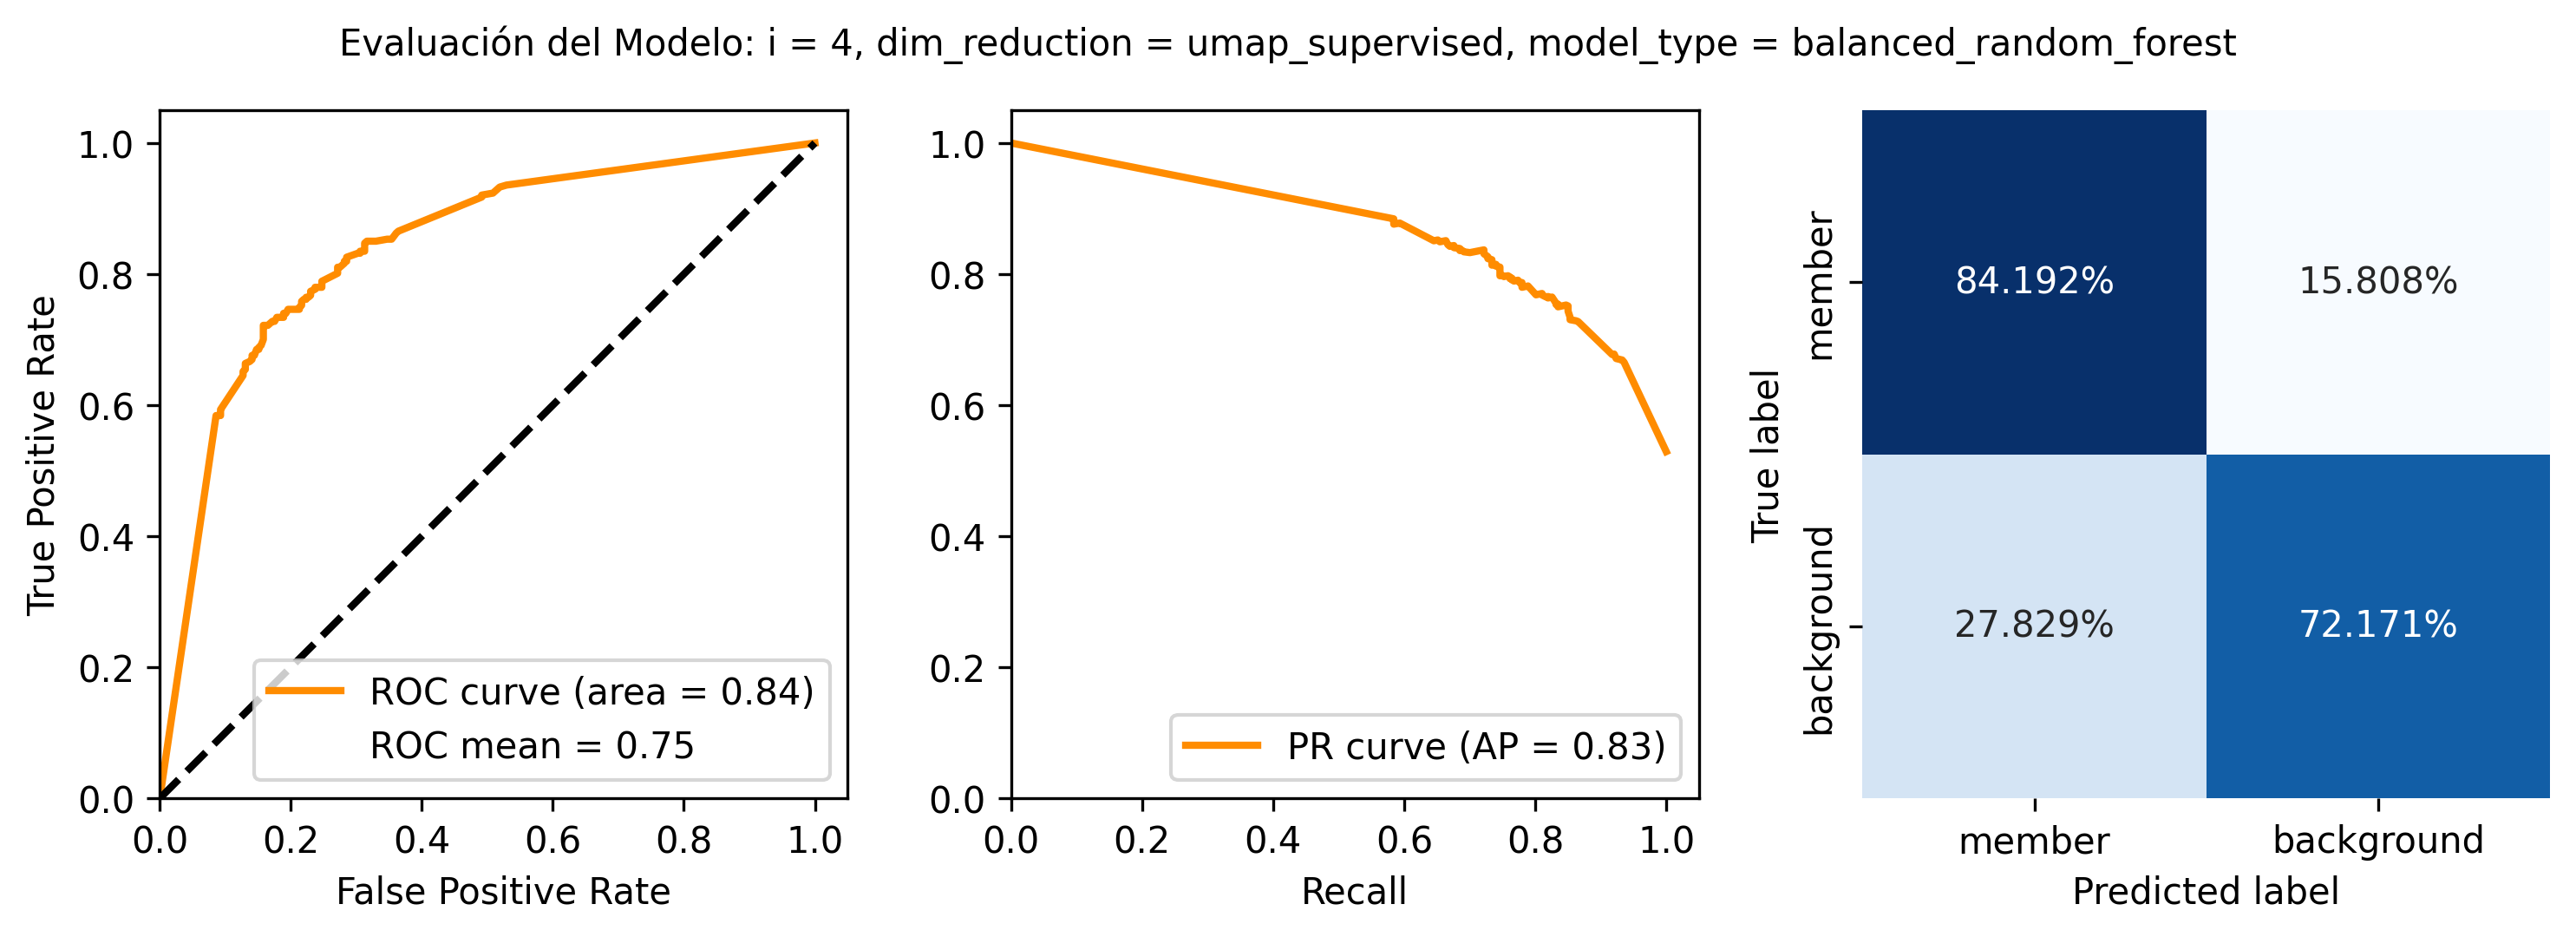 Evaluación del Modelo: i = 4, dim_reduction = umap_supervised, model_type = balanced_random_forest
True Positive Rate
1.0
0.8
0.6
0.4
0.2
0.0
ROC curve (area = 0.84)
ROC mean = 0.75
0.0 0.2 0.4 0.6 0.8 1.0
False Positive Rate
1.0
0.8
0.6
0.4
0.2
0.0
PR curve (AP = 0.83)
0.0 0.2 0.4 0.6 0.8 1.0
Recall
True label
member
background
84.192% 15.808%
27.829% 72.171%
member background
Predicted label